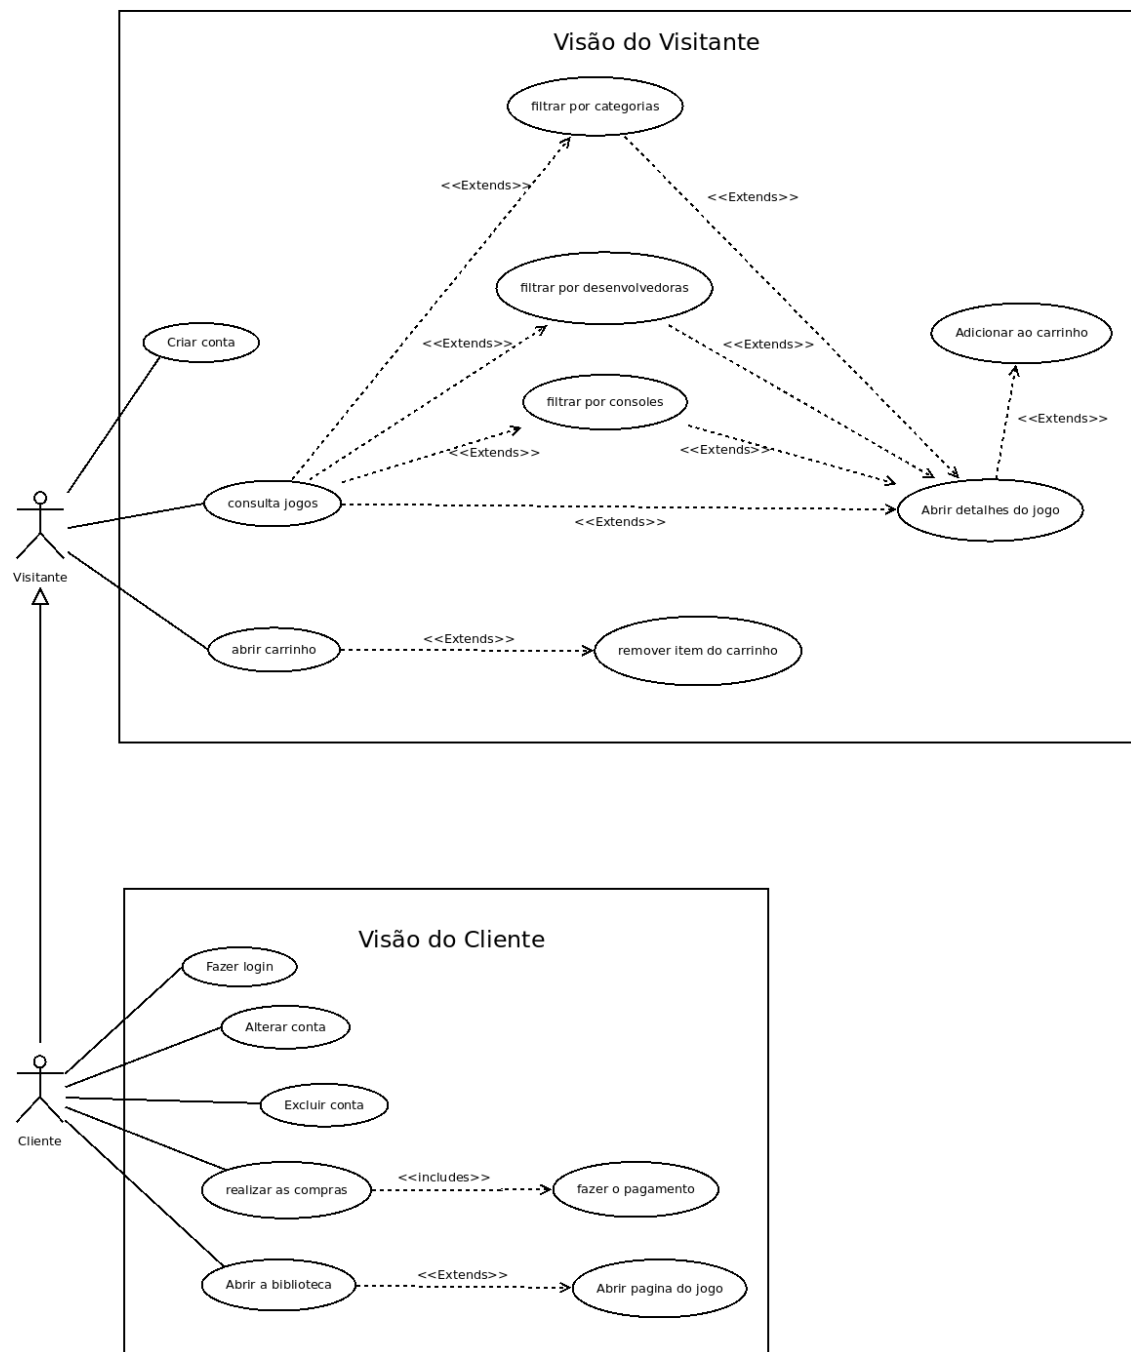 Visão do Visitante
filtrar por categorias
<<Extends>>
<<Extends>>
filtrar por desenvolvedoras
Criar conta
Adicionar ao carrinho
<<Extends>>
<<Extends>>
filtrar por consoles
<<Extends>>
<<Extends>>
<<Extends>>
consulta jogos
Abrir detalhes do jogo
<<Extends>>
Visitante
<<Extends>>
abrir carrinho
remover item do carrinho
Visão do Cliente
Fazer login
Alterar conta
Excluir conta
Cliente
<<includes>>
realizar as compras
fazer o pagamento
<<Extends>>
Abrir a biblioteca
Abrir pagina do jogo